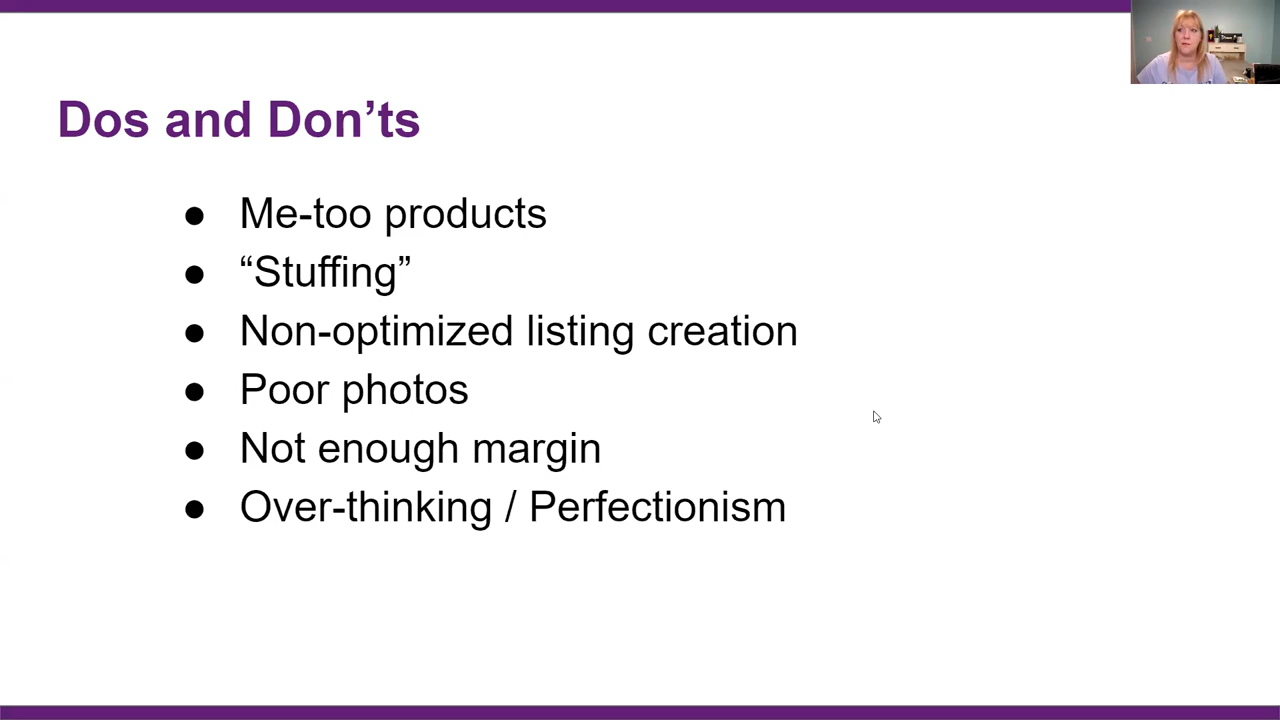 Dos and Don’ts
● Me-too products
● “Stuffing”
● Non-optimized listing creation
● Poor photos
● Not enough margin
● Over-thinking / Perfectionism